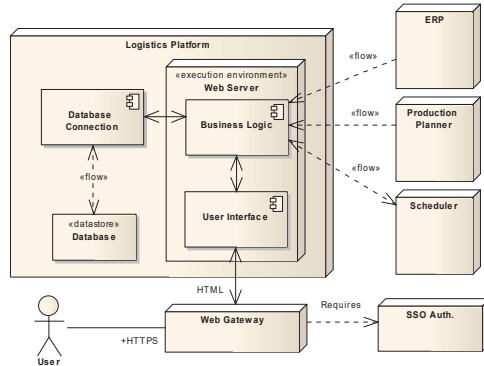 ERP
Logistics Platform
«flow»
«execution environment»
Web Server
Database
Connection
Business Logic
«flow»
Production
Planner
«flow»
«flow»
User Interface
Scheduler
«datastore»
Database
HTML
Requires
Web Gateway
SSO Auth.
+HTTPS
User